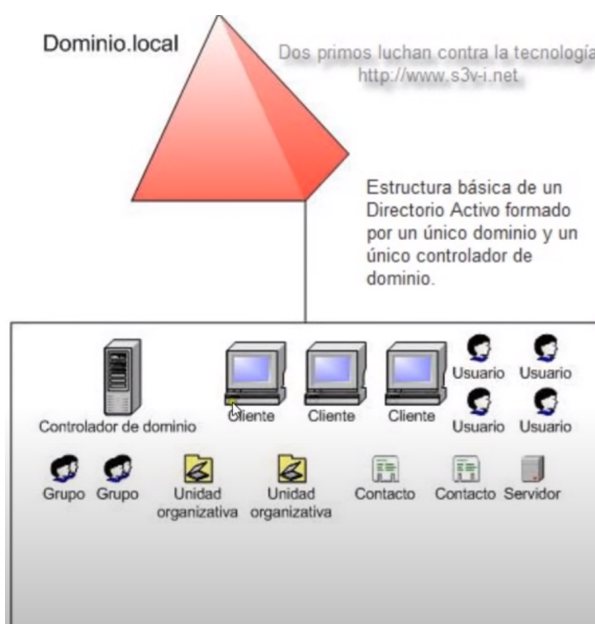 Dominio.local
Dos primos luchan contra la tecnología
http://www.s3v-i.net
Estructura básica de un
Directorio Activo formado
por un único dominio y un
único controlador de
dominio.
Usuario Usuario
Controlador de dominio
Cliente Cliente Cliente
Usuario Usuario
Grupo Grupo
Unidad
organizativa
Unidad
organizativa
Contacto Contacto Servidor